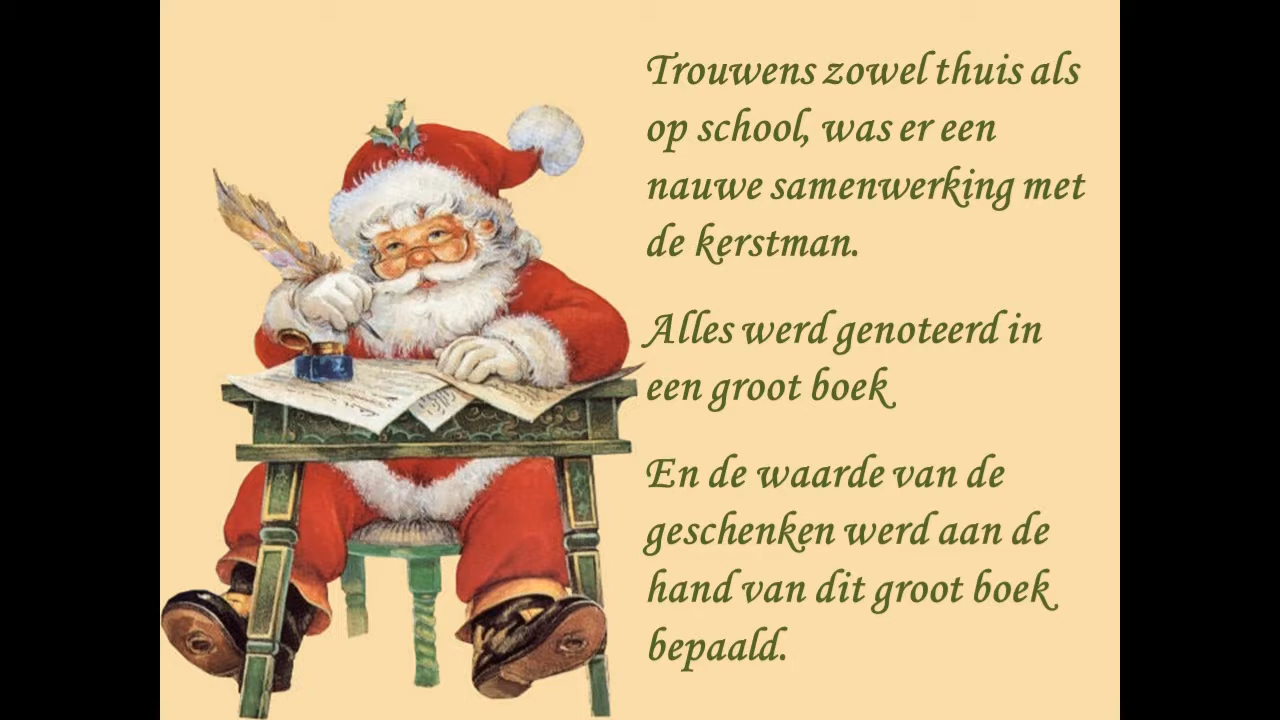 Trouwens zowel thuis als
op school, was er een
nauwe samenwerking met
de kerstman.
Alles werd genoteerd in
een groot boek
En de waarde van de
geschenken werd aan de
hand van dit groot boek
bepaald.